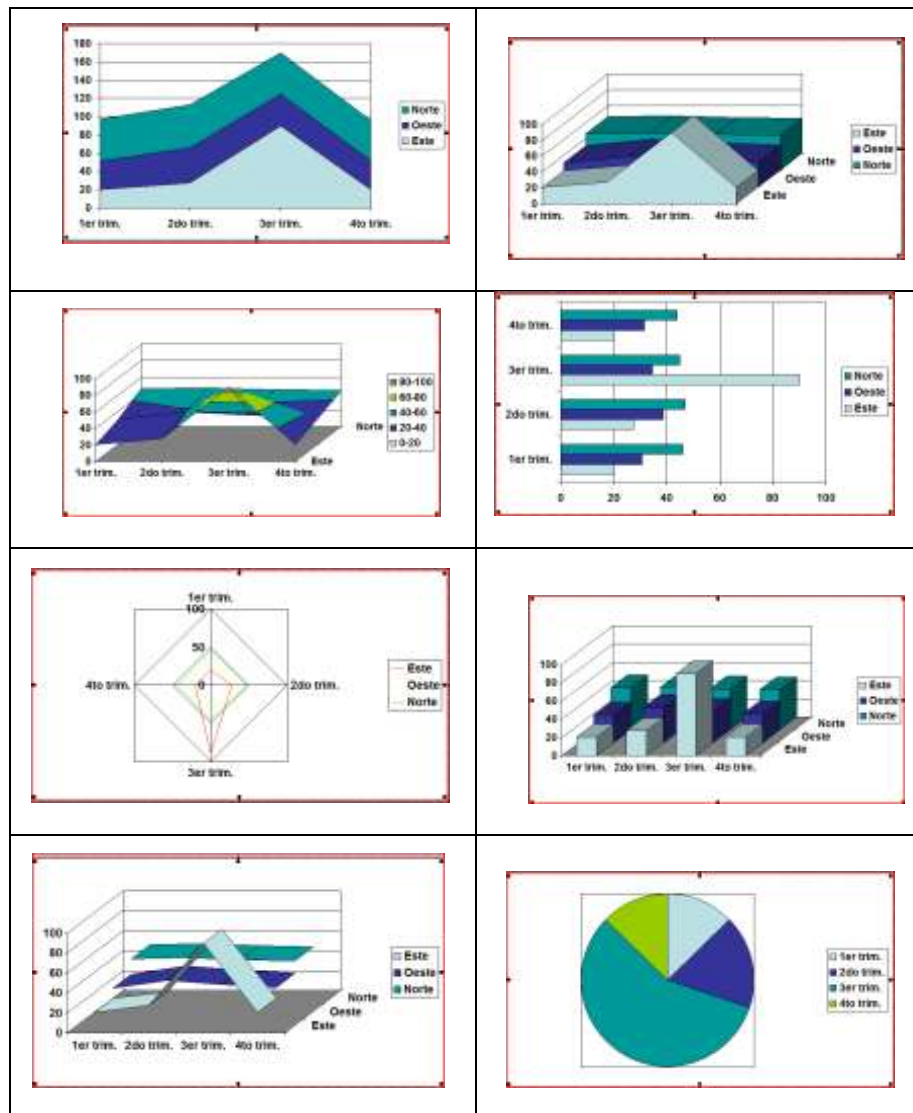 180
160
140
120
100
80
60
40
20
0
1er trim. 2do trim. 3er trim. 4to trim.
Norte
Oeste
Este
100
80
60
40
20
0
1er trim. 2do trim. 3er trim. 4to trim.
Norte
Oeste
Este
Este
Oeste
Norte
100
80
60
40
20
0
1er trim. 2do trim. 3er trim. 4to trim.
Norte
Este
80-100
60-80
40-60
20-40
0-20
4to trim.
3er trim.
2do trim.
1er trim.
0 20 40 60 80 100
Norte
Oeste
Este
1er trim.
100
50
0
4to trim. 2do trim.
3er trim.
Este
Oeste
Norte
100
80
60
40
20
0
1er trim. 2do trim. 3er trim. 4to trim.
Norte
Oeste
Este
Este
Oeste
Norte
100
80
60
40
20
0
1er trim. 2do trim. 3er trim. 4to trim.
Norte
Oeste
Este
Este
Oeste
Norte
1er trim.
2do trim.
3er trim.
4to trim.